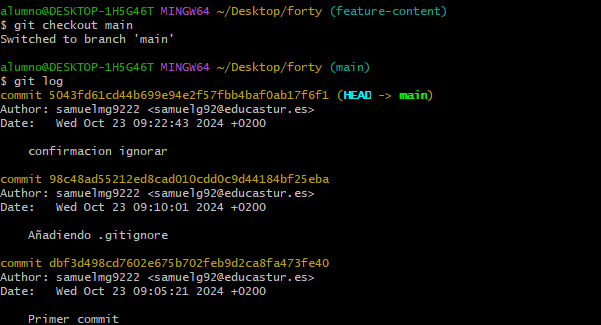 alumno@DESKTOP-1H5G46T MINGW64 ~/Desktop/forty (feature-content)
$ git checkout main
Switched to branch 'main'
alumno@DESKTOP-1H5G46T MINGW64 ~/Desktop/forty (main)
$ git log
commit 5043fd61cd44b699e94e2f57fbb4baf0ab17f6f1 (HEAD -> main)
Author: samuelmg9222 <samuelg92@educastur.es>
Date:   Wed Oct 23 09:22:43 2024 +0200
    confirmacion ignorar
commit 98c48ad55212ed8cad010cdd0c9d44184bf25eba
Author: samuelmg9222 <samuelg92@educastur.es>
Date:   Wed Oct 23 09:10:01 2024 +0200
    Añadiendo .gitignore
commit dbf3d498cd7602e675b702feb9d2ca8fa473fe40
Author: samuelmg9222 <samuelg92@educastur.es>
Date:   Wed Oct 23 09:05:21 2024 +0200
    Primer commit